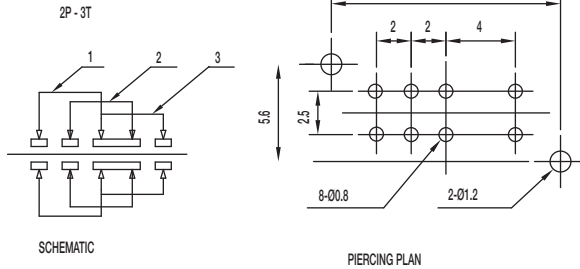 2P - 3T
1
2
3
SCHEMATIC
2
2
4
5.6
2.5
8-Ø0.8
2-Ø1.2
PIERCING PLAN